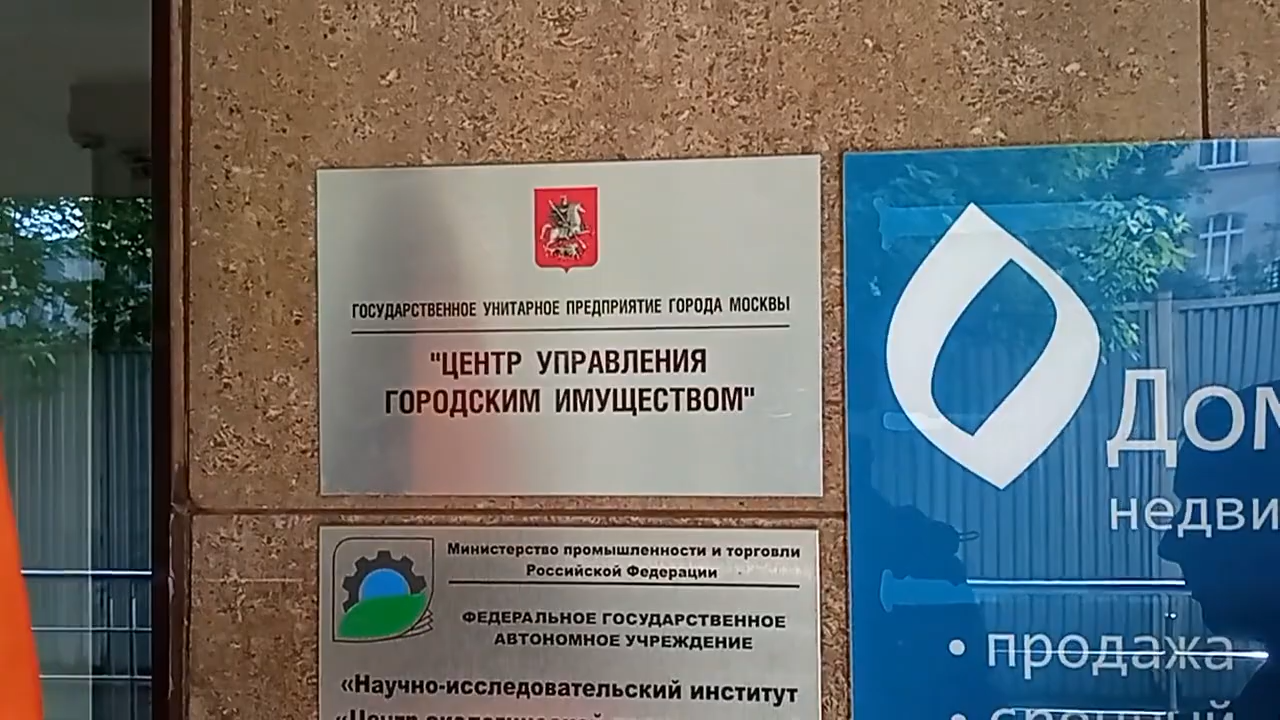 ГОСУДАРСТВЕННОЕ УНИТАРНОЕ ПРЕДПРИЯТИЕ ГОРОДА МОСКВЫ
"ЦЕНТР УПРАВЛЕНИЯ
ГОРОДСКИМ ИМУЩЕСТВОМ"
Министерство промышленности и торговли
Российской Федерации
ФЕДЕРАЛЬНОЕ ГОСУДАРСТВЕННОЕ
АВТОНОМНОЕ УЧРЕЖДЕНИЕ
«Научно-исследовательский институт
«Центр
Дом
недви
• продажа